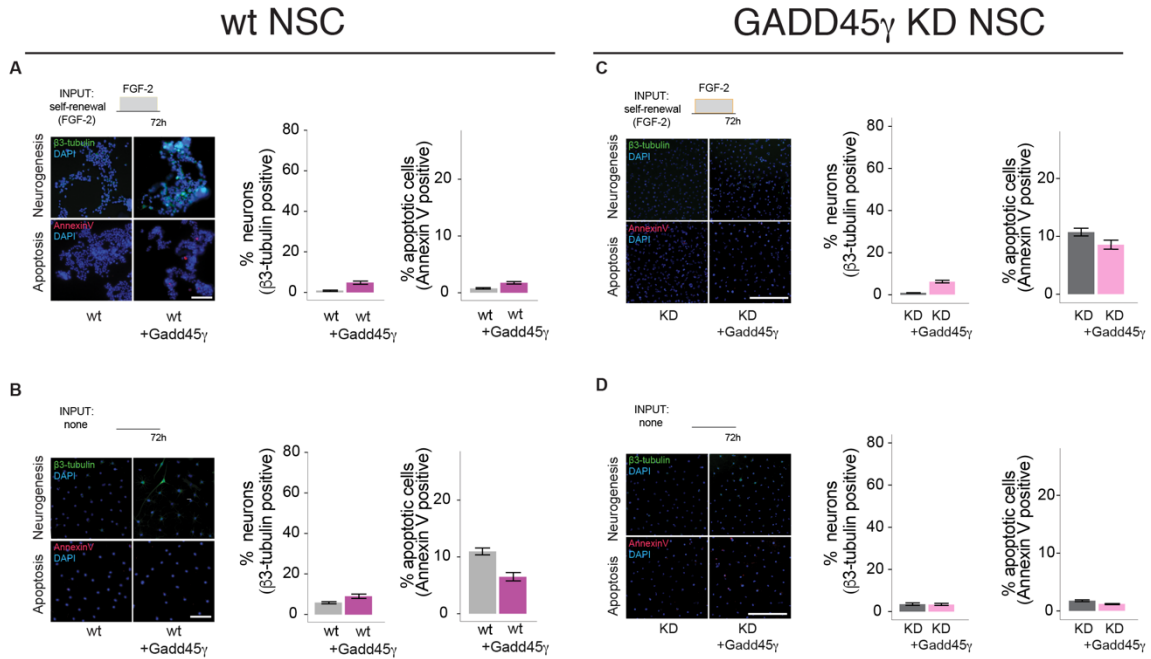 wt NSC
GADD45γ KD NSC
A
INPUT:
self-renewal
(FGF-2)
FGF-2
72h
β3-tubulin
DAPI
Neurogenesis
AnnexinV
DAPI
Apoptosis
wt
wt
+Gadd45γ
% neurons
(β3-tubulin positive)
80
60
40
20
0
wt wt
+Gadd45γ
% apoptotic cells
(Annexin V positive)
20
10
0
wt wt
+Gadd45γ
C
INPUT:
self-renewal
(FGF-2)
FGF-2
72h
β3-tubulin
DAPI
Neurogenesis
AnnexinV
DAPI
Apoptosis
KD
KD
+Gadd45γ
% neurons
(β3-tubulin positive)
80
60
40
20
0
KD KD
+Gadd45γ
% apoptotic cells
(Annexin V positive)
20
10
0
KD KD
+Gadd45γ
B
INPUT:
none
72h
β3-tubulin
DAPI
Neurogenesis
AnnexinV
DAPI
Apoptosis
wt
wt
+Gadd45γ
% neurons
(β3-tubulin positive)
80
60
40
20
0
wt wt
+Gadd45γ
% apoptotic cells
(Annexin V positive)
20
10
0
wt wt
+Gadd45γ
D
INPUT:
none
72h
β3-tubulin
DAPI
Neurogenesis
AnnexinV
DAPI
Apoptosis
KD
KD
+Gadd45γ
% neurons
(β3-tubulin positive)
80
60
40
20
0
KD KD
+Gadd45γ
% apoptotic cells
(Annexin V positive)
20
10
0
KD KD
+Gadd45γ